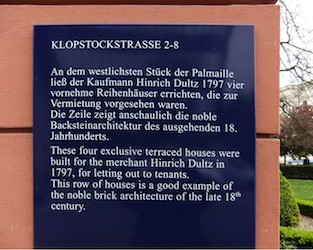 KLOPSTOCKSTRASSE 2-8
An dem westlichsten Stück der Palmaille
ließ der Kaufmann Hinrich Dultz 1797 vier
vornehme Reihenhäuser errichten, die zur
Vermietung vorgesehen waren.
Die Zeile zeigt anschaulich die noble
Backsteinarchitektur des ausgehenden 18.
Jahrhunderts.
These four exclusive terraced houses were
built for the merchant Hinrich Dultz in
1797, for letting out to tenants.
This row of houses is a good example of
the noble brick architecture of the late 18th
century.